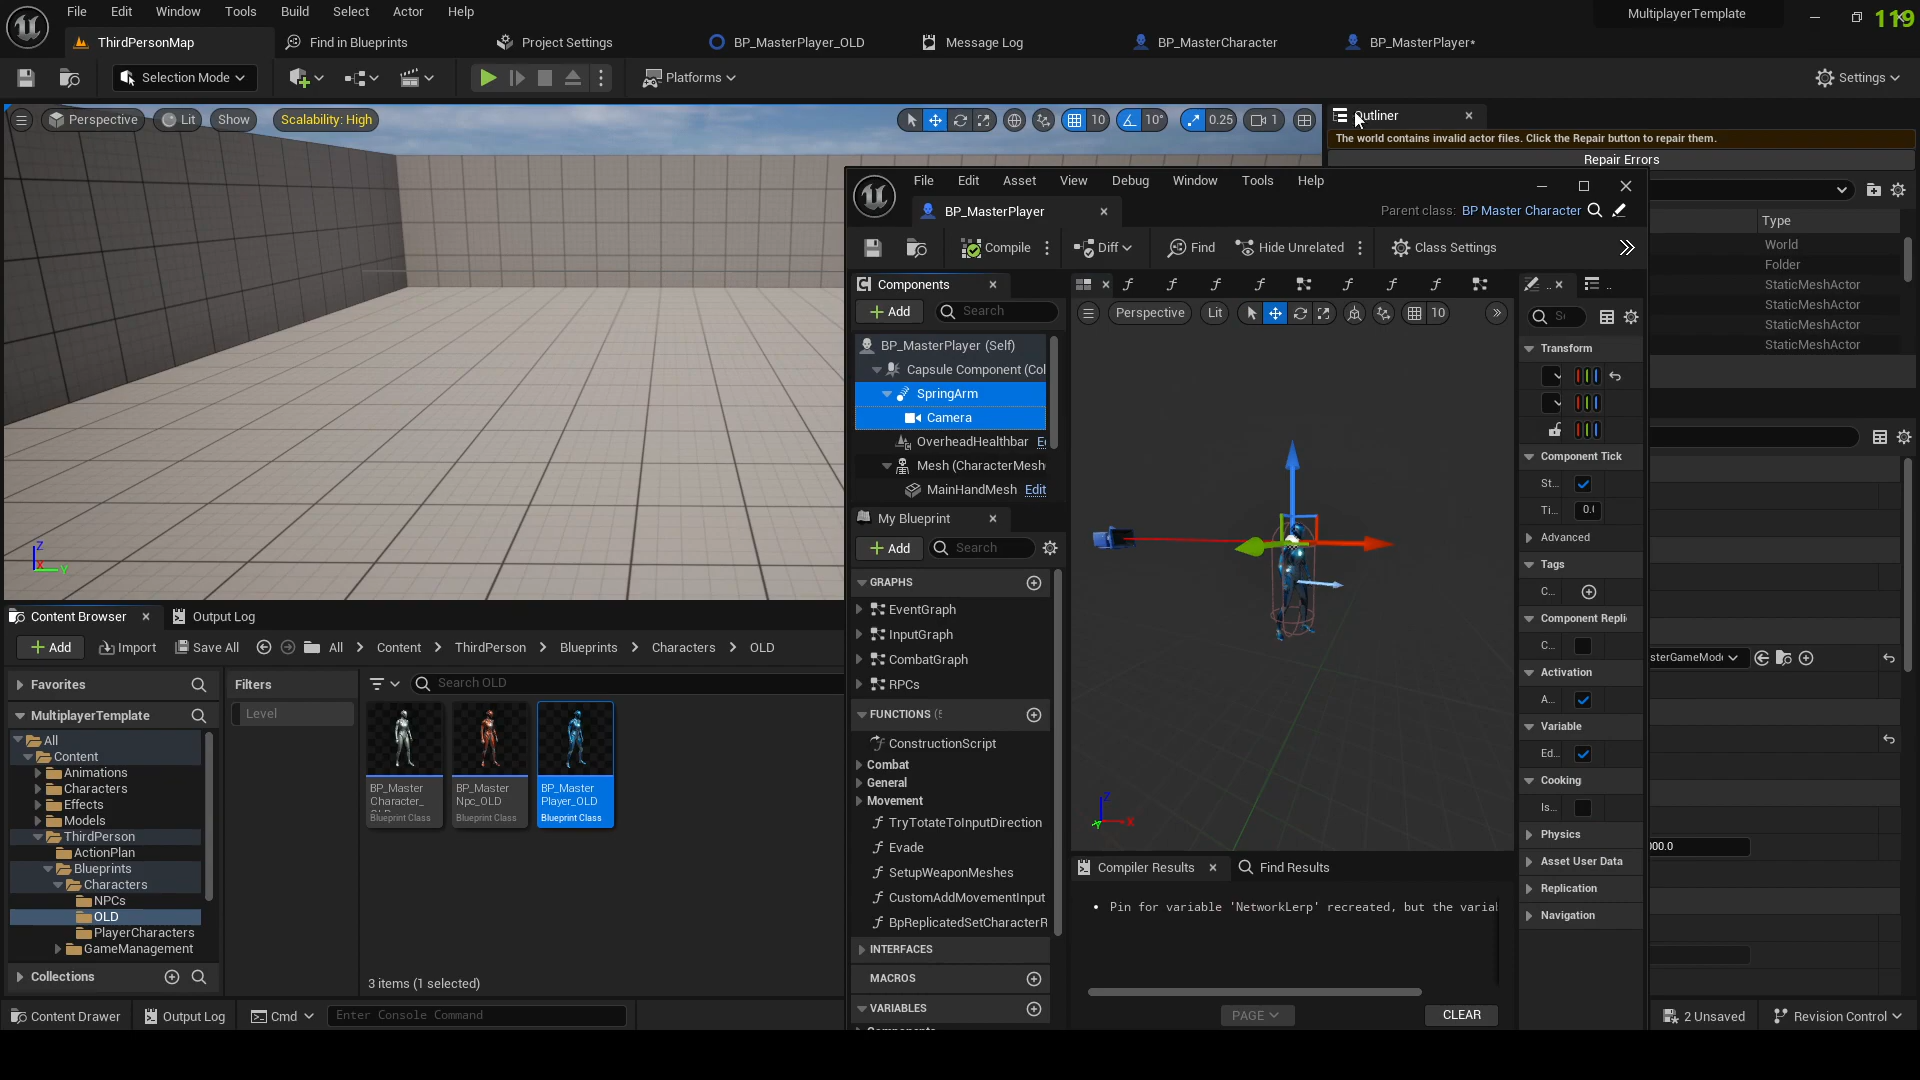 File Edit Window Tools Build Select Actor Help
MultiplayerTemplate
119
ThirdPersonMap
Find in Blueprints
Project Settings
BP_MasterPlayer_OLD
Message Log
BP_MasterCharacter
BP_MasterPlayer*
Selection Mode
Platforms
Settings
Perspective
Lit
Show
Scalability: High
10
10°
0.25
1
Outliner
The world contains invalid actor files. Click the Repair button to repair them.
Repair Errors
Type
World
Folder
StaticMeshActor
StaticMeshActor
StaticMeshActor
StaticMeshActor
File Edit Asset View Debug Window Tools Help
BP_MasterPlayer
Parent class: BP Master Character
Compile
Diff
Find
Hide Unrelated
Class Settings
Components
Add
Search
BP_MasterPlayer (Self)
Capsule Component (Col
SpringArm
Camera
OverheadHealthbar
Mesh (CharacterMesh
MainHandMesh Edit
My Blueprint
Add
Search
GRAPHS
EventGraph
InputGraph
CombatGraph
RPCs
FUNCTIONS
ConstructionScript
Combat
General
Movement
TryTotateToInputDirection
Evade
SetupWeaponMeshes
CustomAddMovementInput
BpReplicatedSetCharacterR
INTERFACES
MACROS
VARIABLES
Perspective
Lit
10
Z
X
Compiler Results
Find Results
Pin for variable 'NetworkLerp' recreated, but the variab
PAGE
CLEAR
Transform
Component Tick
St...
Ti...
Advanced
Tags
C...
Component Repli
C...
Activation
A...
Variable
Ed...
Cooking
Is...
Physics
Asset User Data
Replication
Navigation
sterGameMod
000.0
Z
Y
Content Browser
Output Log
Add
Import
Save All
All > Content > ThirdPerson > Blueprints > Characters > OLD
Favorites
Filters
Search OLD
Level
MultiplayerTemplate
All
Content
Animations
Characters
Effects
Models
ThirdPerson
ActionPlan
Blueprints
Characters
NPCs
OLD
PlayerCharacters
GameManagement
Collections
BP_Master
Character_
Blueprint Class
BP_Master
Npc_OLD
Blueprint Class
BP_Master
Player_OLD
Blueprint Class
3 items (1 selected)
Content Drawer
Output Log
Cmd
Enter Console Command
2 Unsaved
Revision Control